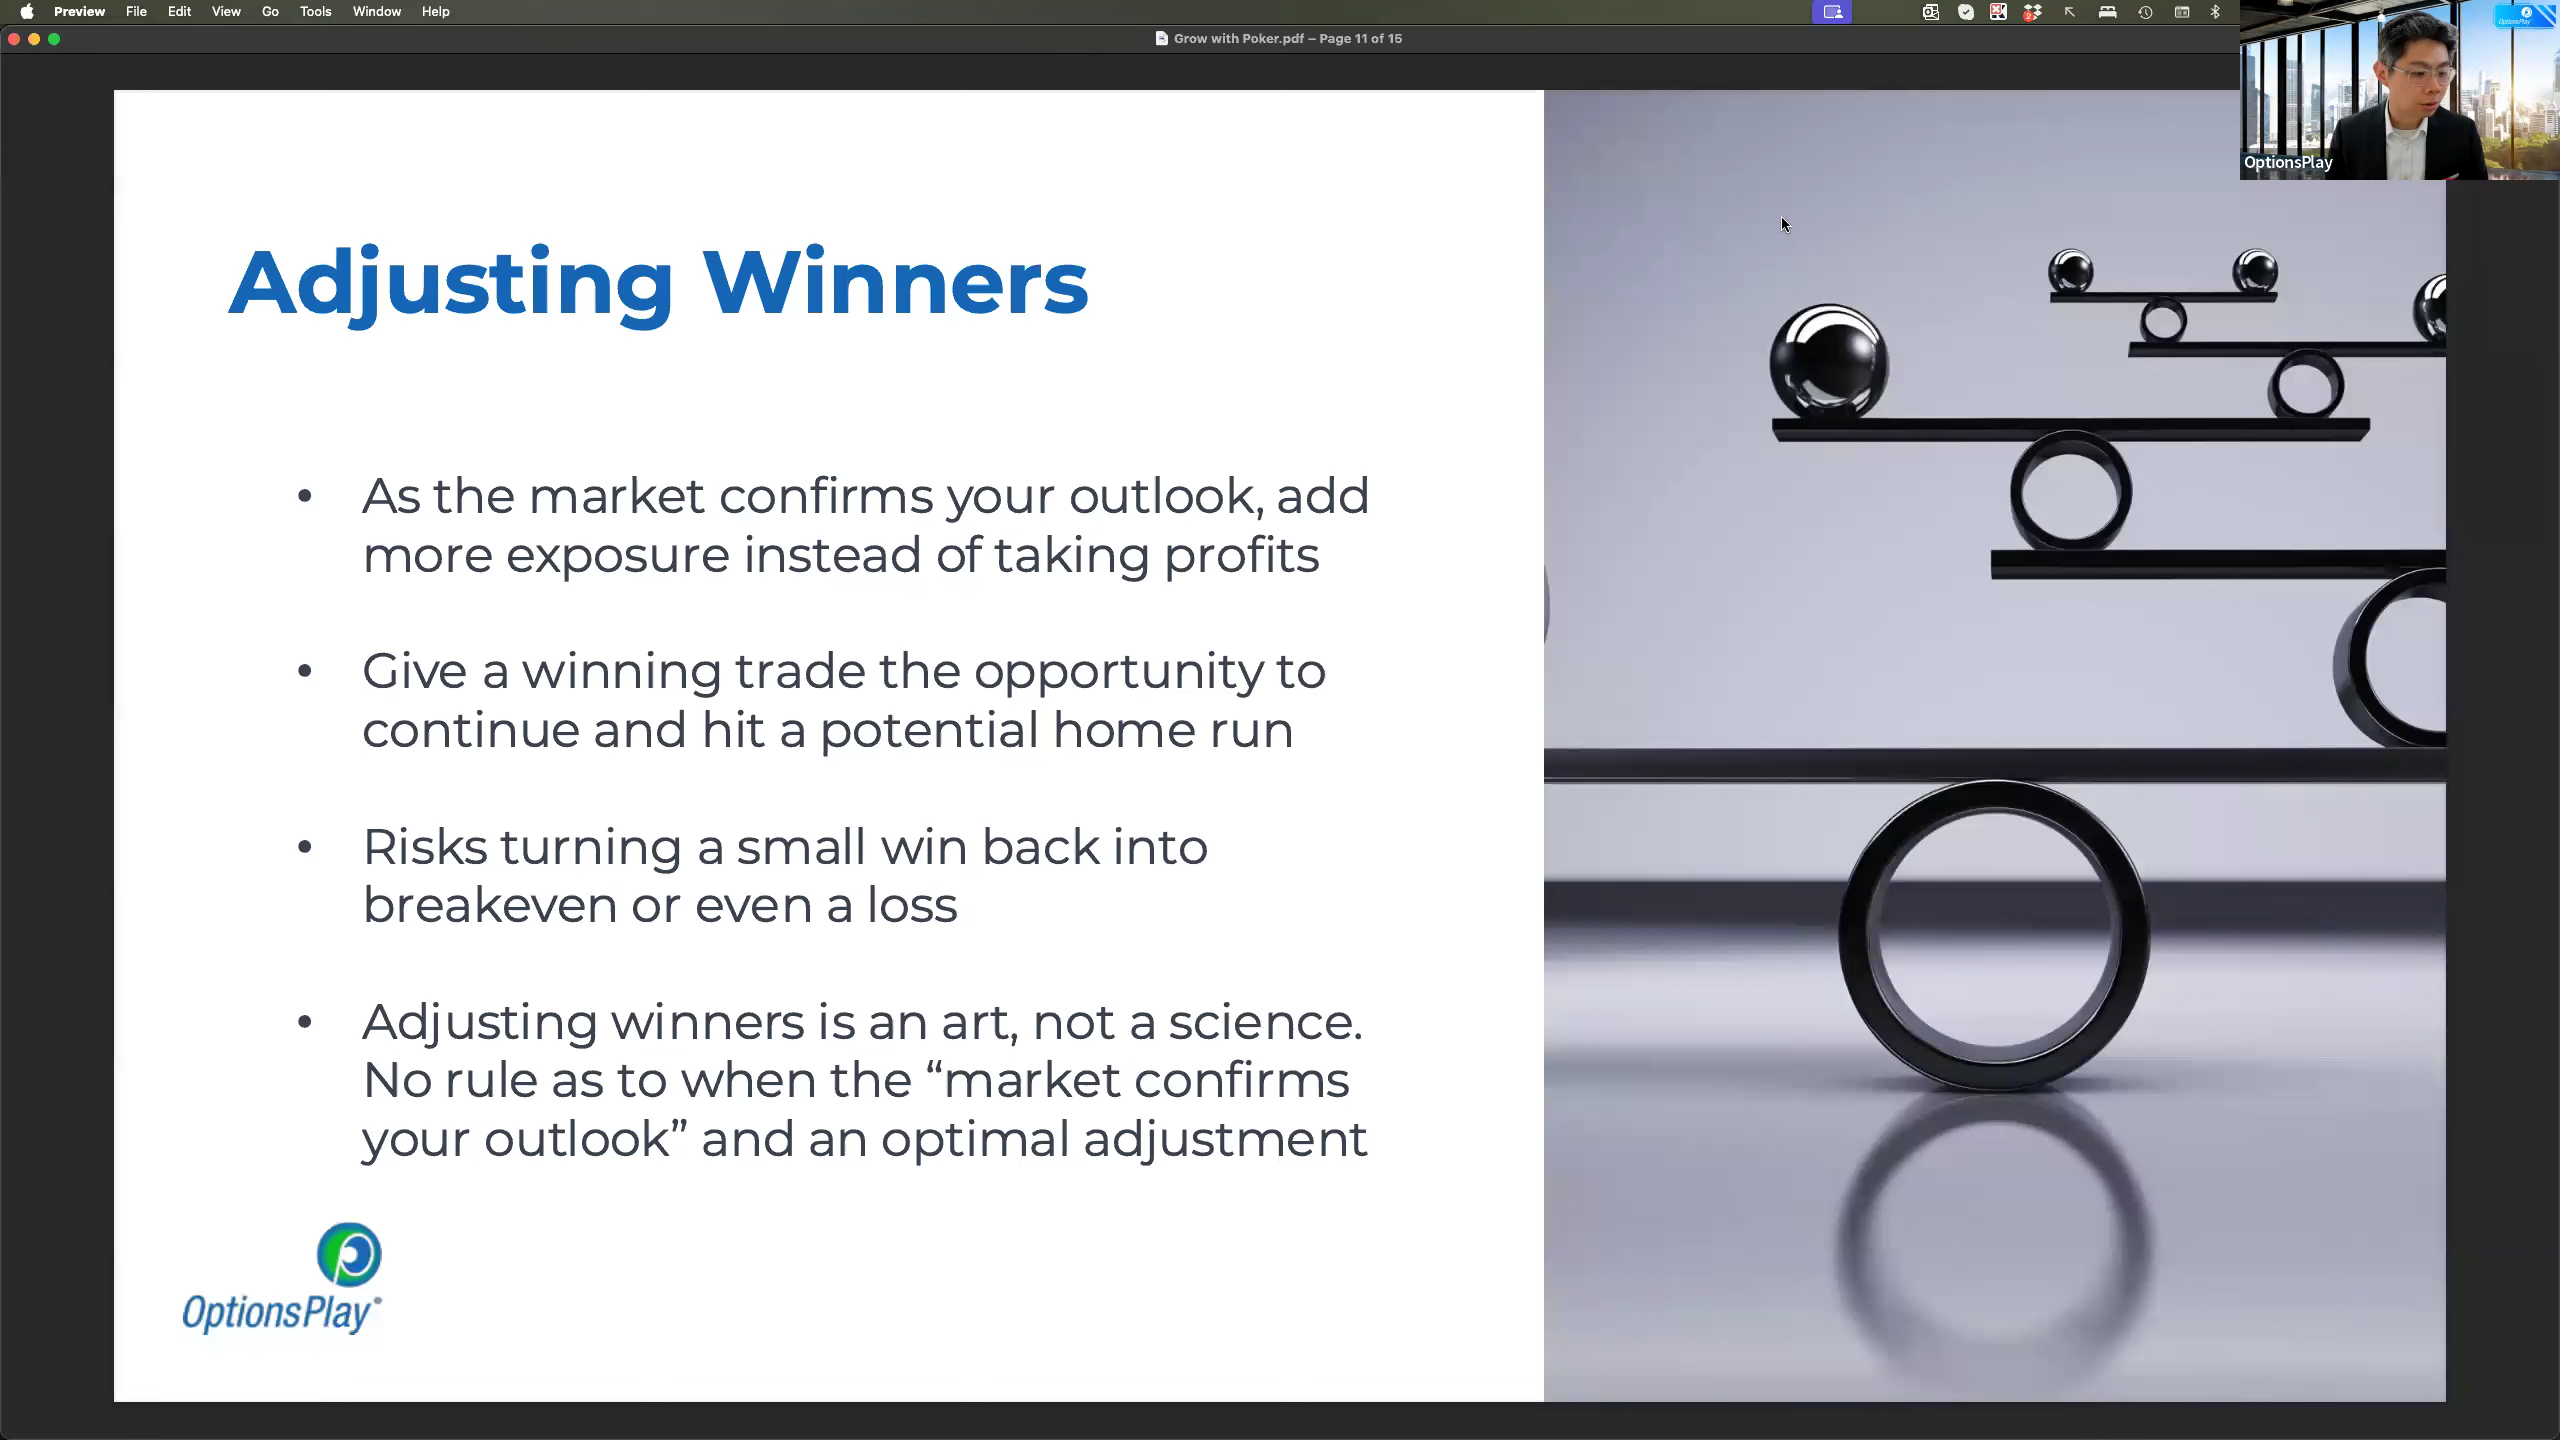 Preview File Edit View Go Tools Window Help
Grow with Poker.pdf – Page 11 of 15
OptionsPlay
OptionsPlay
Adjusting Winners
• As the market confirms your outlook, add
more exposure instead of taking profits
• Give a winning trade the opportunity to
continue and hit a potential home run
• Risks turning a small win back into
breakeven or even a loss
• Adjusting winners is an art, not a science.
No rule as to when the “market confirms
your outlook” and an optimal adjustment
OptionsPlay®